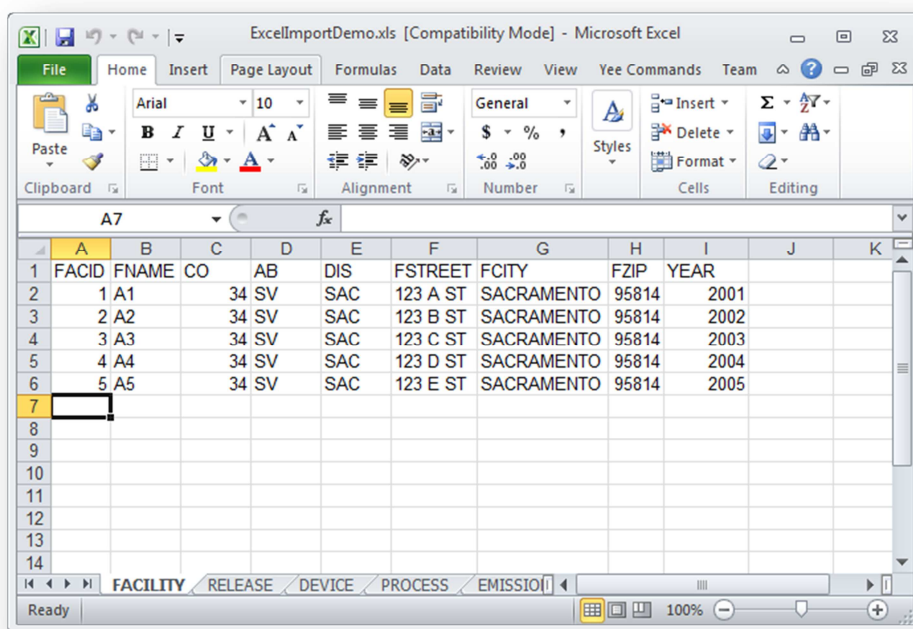 ExcelImportDemo.xls [Compatibility Mode] - Microsoft Excel
File Home Insert Page Layout Formulas Data Review View Yee Commands Team
Paste
Arial 10
B I U A A
A
General
$ % ,
.0 .00 .00 .0
Styles
Insert
Delete
Format
Σ
Clipboard Font Alignment Number Cells Editing
A7 fx
A B C D E F G H I J K
1 FACID FNAME CO AB DIS FSTREET FCITY FZIP YEAR
2 1 A1 34 SV SAC 123 A ST SACRAMENTO 95814 2001
3 2 A2 34 SV SAC 123 B ST SACRAMENTO 95814 2002
4 3 A3 34 SV SAC 123 C ST SACRAMENTO 95814 2003
5 4 A4 34 SV SAC 123 D ST SACRAMENTO 95814 2004
6 5 A5 34 SV SAC 123 E ST SACRAMENTO 95814 2005
7
8
9
10
11
12
13
14
FACILITY RELEASE DEVICE PROCESS
Ready 100%